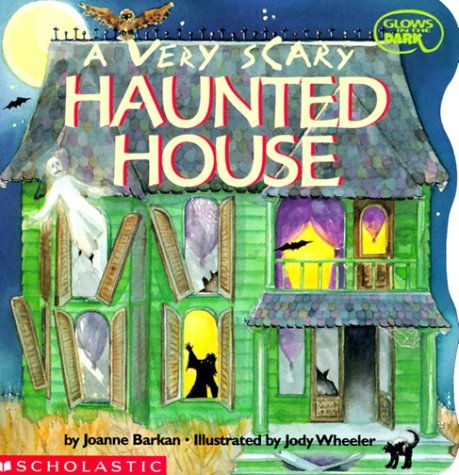 GLOWS
IN THE
DARK
A VERY SCARY
HAUNTED
HOUSE
by Joanne Barkan · Illustrated by Jody Wheeler
SCHOLASTIC